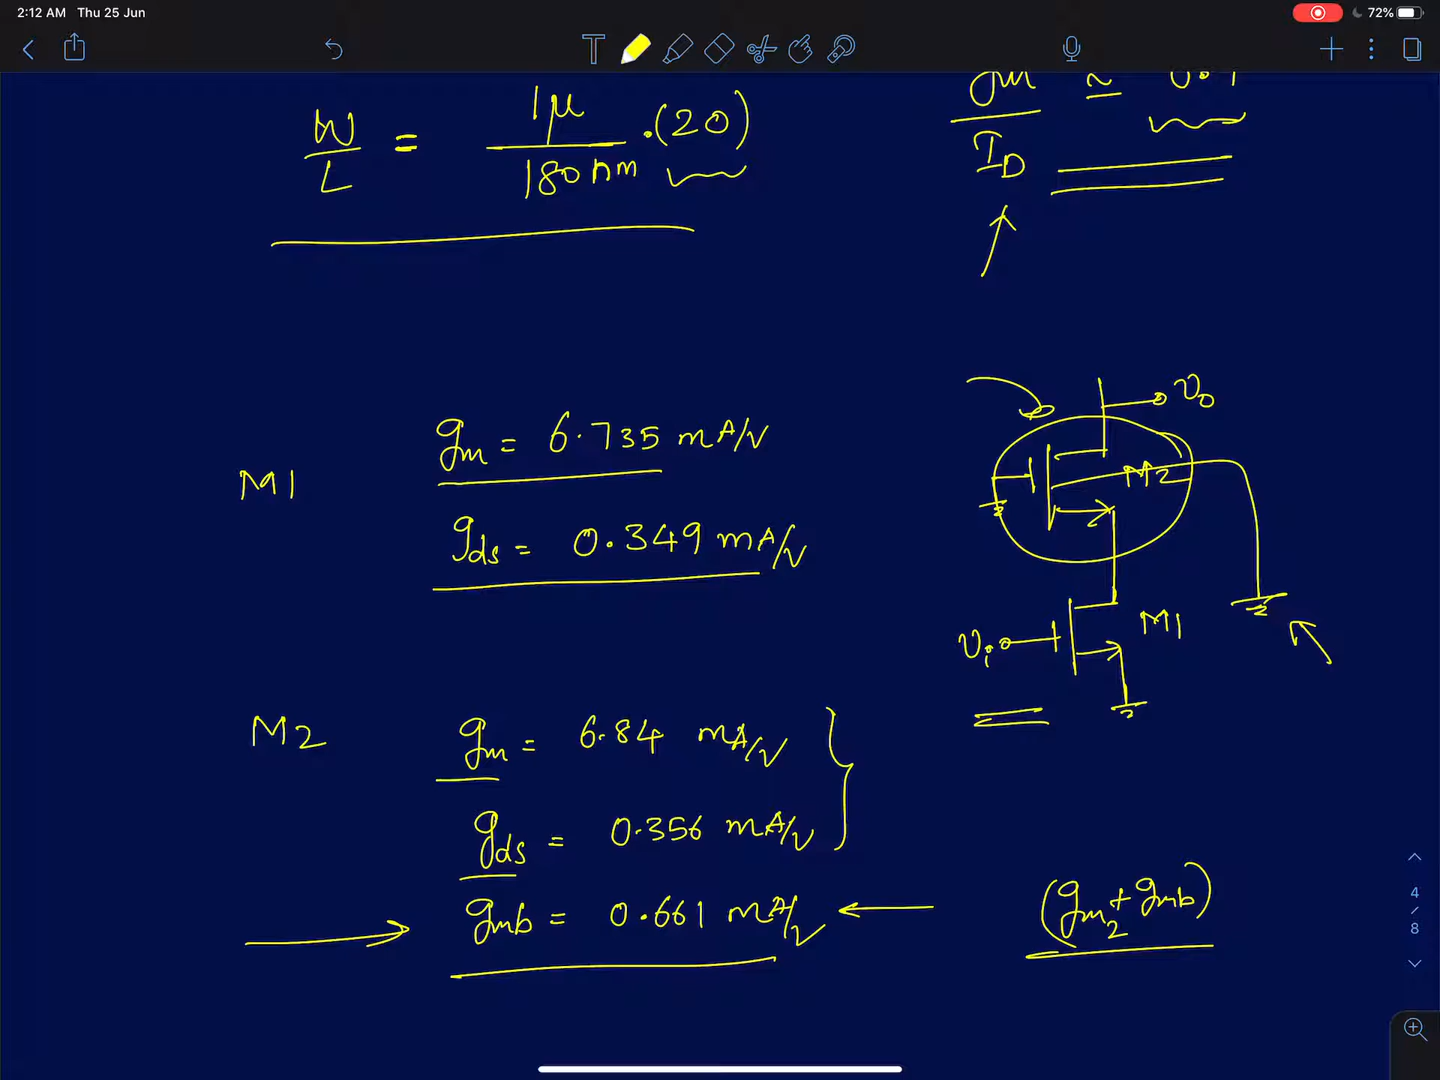 2:12 AM Thu 25 Jun
72%
T
W/L = 1μ/180nm .(20)
gm/I_D ≃
M1
gm = 6.735 mA/V
gds = 0.349 mA/V
Vo
M2
Vi
M1
M2
gm = 6.84 mA/V
gds = 0.356 mA/V
gmb = 0.661 mA/V
(gm2 + gmb)
4
/
8